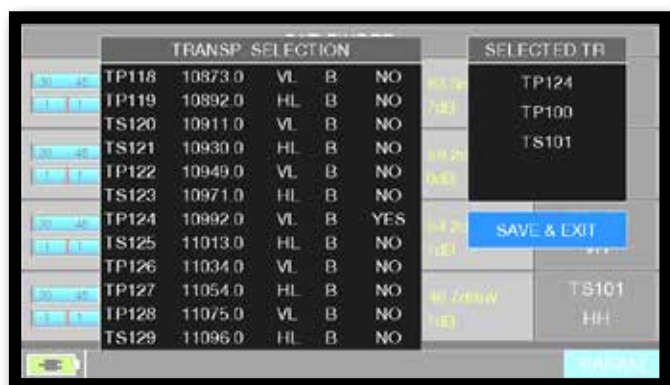 TRANSP SELECTION
TP118 10873.0 VL B NO
TP119 10892.0 HL B NO
TS120 10911.0 VL B NO
TS121 10930.0 HL B NO
TP122 10949.0 VL B NO
TS123 10971.0 HL B NO
TP124 10992.0 VL B YES
TS125 11013.0 HL B NO
TP126 11034.0 VL B NO
TP127 11054.0 HL B NO
TP128 11075.0 VL B NO
TS129 11096.0 HL B NO
SELECTED TR
TP124
TP100
TS101
SAVE & EXIT
TS101
HH